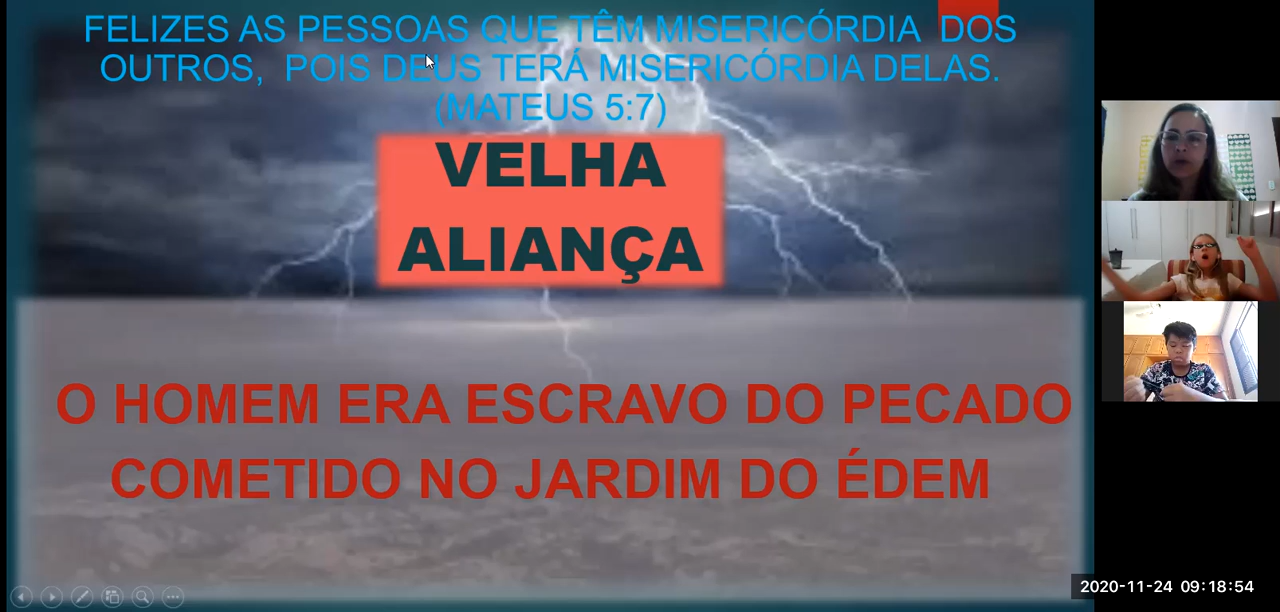 FELIZES AS PESSOAS QUE TÊM MISERICÓRDIA DOS
OUTROS, POIS DEUS TERÁ MISERICÓRDIA DELAS.
(MATEUS 5:7)
VELHA
ALIANÇA
O HOMEM ERA ESCRAVO DO PECADO
COMETIDO NO JARDIM DO ÉDEM
2020-11-24 09:18:54